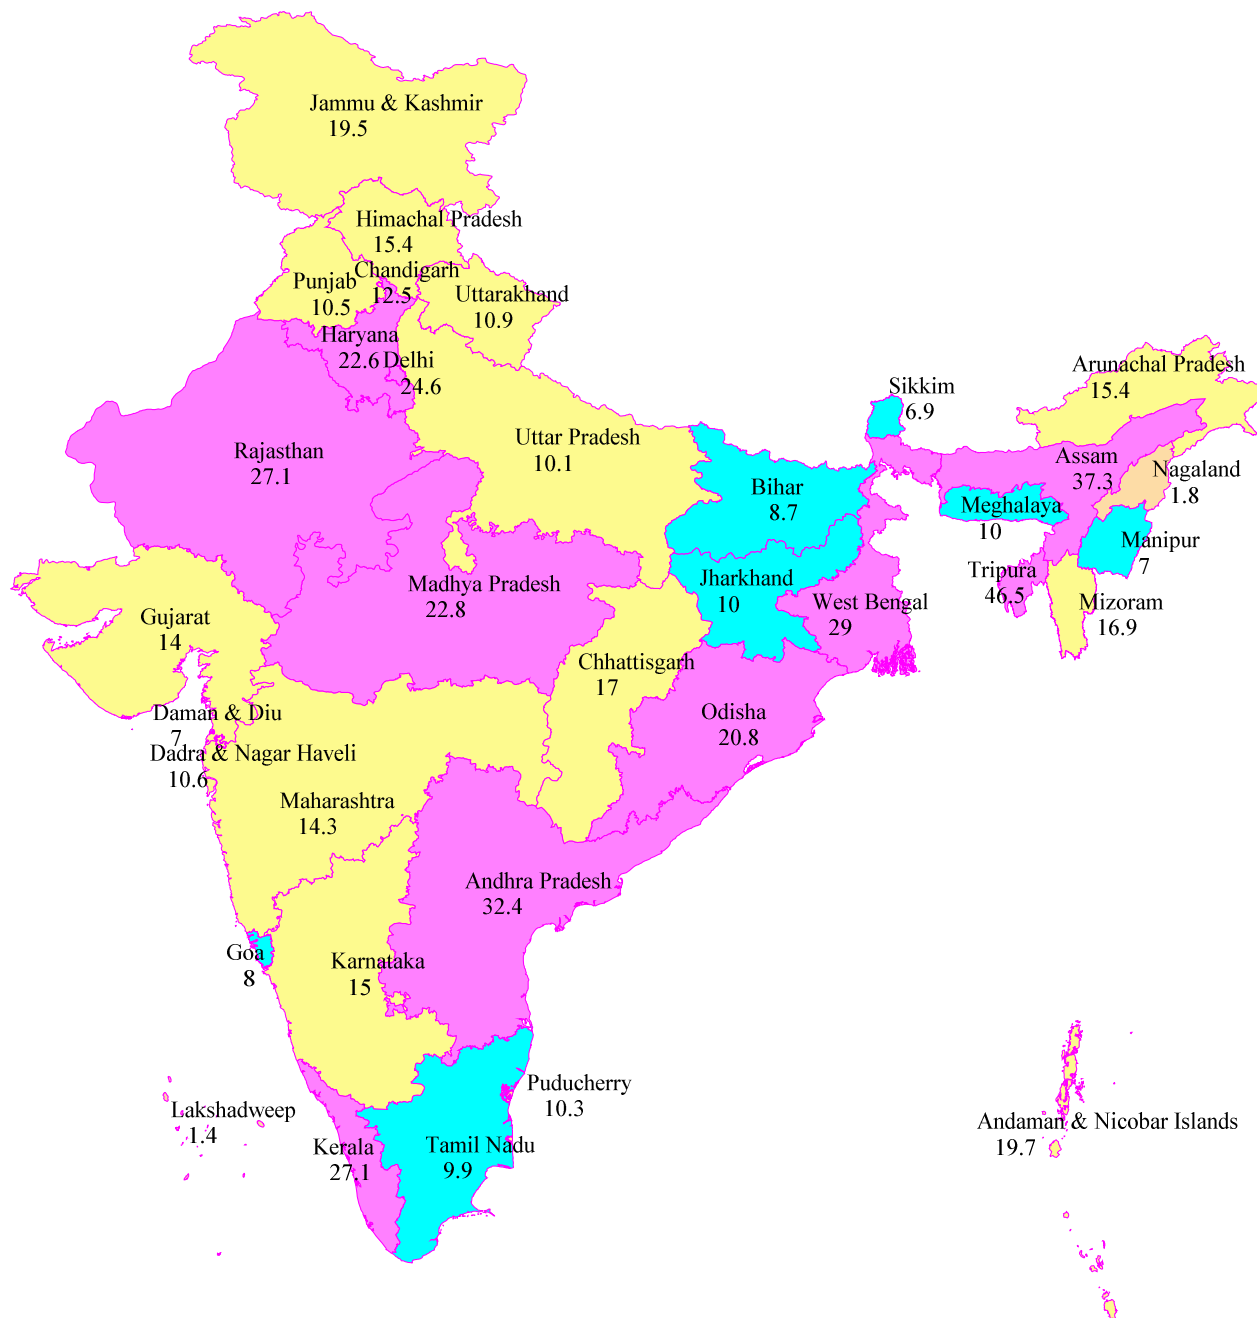 Jammu & Kashmir
19.5
Himachal Pradesh
15.4
Chandigarh
12.5
Punjab
10.5
Uttarakhand
10.9
Haryana
22.6
Delhi
24.6
Arunachal Pradesh
15.4
Sikkim
6.9
Rajasthan
27.1
Uttar Pradesh
10.1
Assam
37.3
Nagaland
1.8
Bihar
8.7
Meghalaya
10
Manipur
7
Tripura
46.5
Madhya Pradesh
22.8
Jharkhand
10
West Bengal
29
Mizoram
16.9
Gujarat
14
Chhattisgarh
17
Daman & Diu
7
Odisha
20.8
Dadra & Nagar Haveli
10.6
Maharashtra
14.3
Andhra Pradesh
32.4
Goa
8
Karnataka
15
Puducherry
10.3
Lakshadweep
1.4
Kerala
27.1
Tamil Nadu
9.9
Andaman & Nicobar Islands
19.7